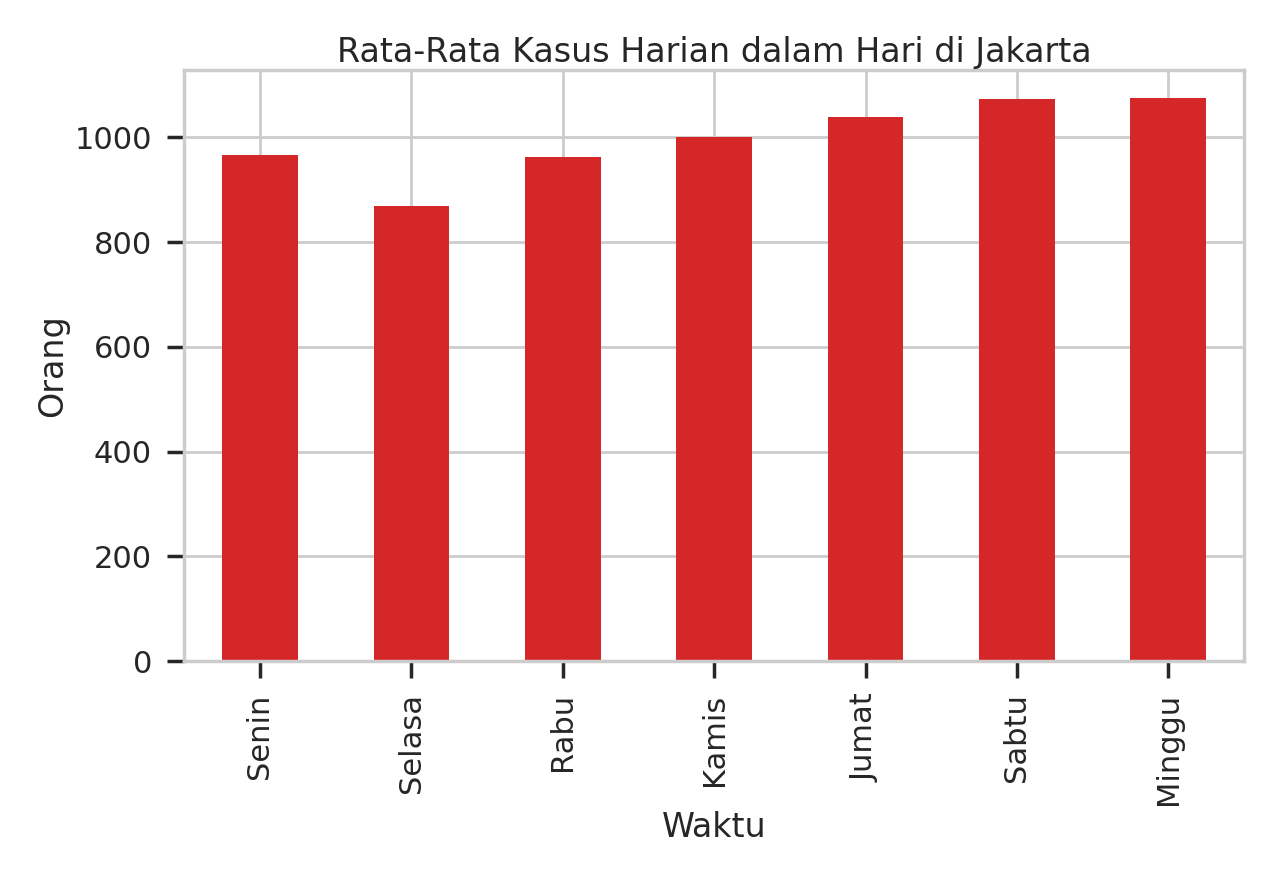 Rata-Rata Kasus Harian dalam Hari di Jakarta
Orang
1000
800
600
400
200
0
Senin
Selasa
Rabu
Kamis
Jumat
Sabtu
Minggu
Waktu